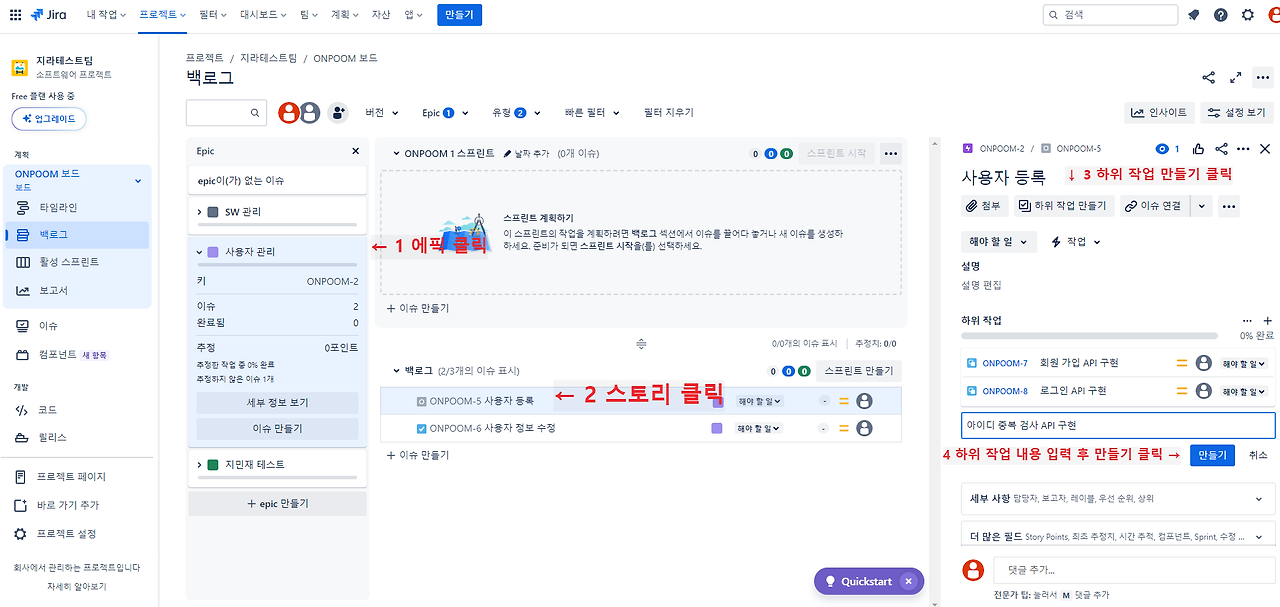 Jira 내 작업 프로젝트 필터 대시보드 팀 계획 자산 앱 만들기 검색
지라테스트팀
소프트웨어 프로젝트
Free 플랜 사용 중
업그레이드
계획
ONPOOM 보드
보드
타임라인
백로그
활성 스프린트
보고서
이슈
컴포넌트 새 항목
개발
코드
릴리스
프로젝트 페이지
바로 가기 추가
프로젝트 설정
회사에서 관리하는 프로젝트입니다
자세히 알아보기
프로젝트 / 지라테스트팀 / ONPOOM 보드
백로그
버전 Epic 1 유형 2 빠른 필터 필터 지우기 인사이트 설정 보기
Epic
epic이(가) 없는 이슈
SW 관리
사용자 관리
← 1 에픽 클릭
키 ONPOOM-2
이슈 2
완료됨 0
추정 0포인트
추정한 작업 중 0% 완료
추정하지 않은 이슈 1개
세부 정보 보기
이슈 만들기
지민재 테스트
+ epic 만들기
ONPOOM 1 스프린트 날짜 추가 (0개 이슈) 0 0 0 스프린트 시작
스프린트 계획하기
이 스프린트의 작업을 계획하려면 백로그 섹션에서 이슈를 끌어다 놓거나 새 이슈를 생성하
하세요. 준비가 되면 스프린트 시작을(를) 선택하세요.
+ 이슈 만들기
0/0개의 이슈 표시 추정치: 0/0
백로그 (2/3개의 이슈 표시) 0 0 0 스프린트 만들기
ONPOOM-5 사용자 등록 ← 2 스토리 클릭 해야 할 일 -
ONPOOM-6 사용자 정보 수정 해야 할 일 -
+ 이슈 만들기
Quickstart
ONPOOM-2 / ONPOOM-5 1
사용자 등록 ↓ 3 하위 작업 만들기 클릭
첨부 하위 작업 만들기 이슈 연결
해야 할 일 작업
설명
설명 편집
하위 작업
0% 완료
ONPOOM-7 회원 가입 API 구현 해야 할 일
ONPOOM-8 로그인 API 구현 해야 할 일
아이디 중복 검사 API 구현
4 하위 작업 내용 입력 후 만들기 클릭 → 만들기 취소
세부 사항 담당자, 보고자, 레이블, 우선 순위, 상위
더 많은 필드 Story Points, 최초 추정치, 시간 추적, 컴포넌트, Sprint, 수정 ...
댓글 추가...
전문가 팁: 눌러서 M 댓글 추가